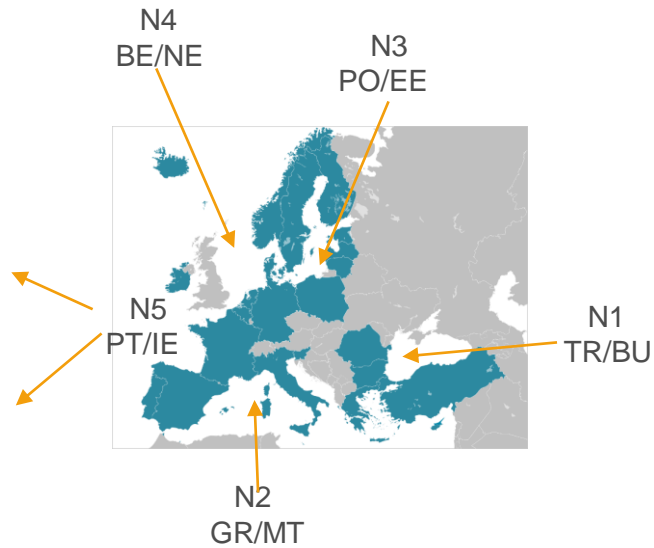 N4
BE/NE
N3
PO/EE
N5
PT/IE
N1
TR/BU
N2
GR/MT